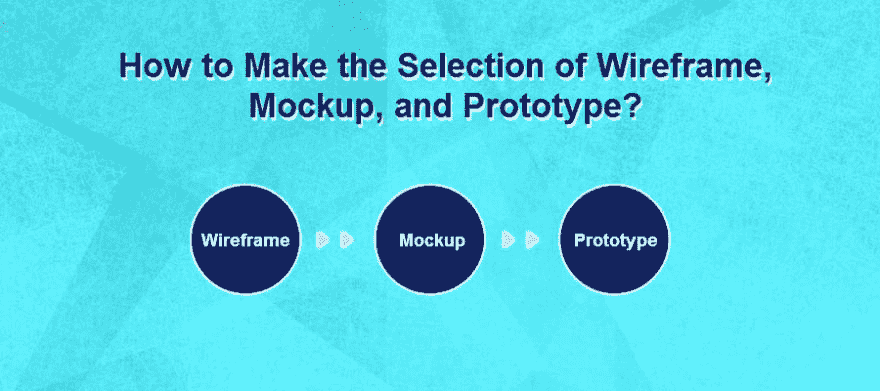 How to Make the Selection of Wireframe,
Mockup, and Prototype?
Wireframe
Mockup
Prototype